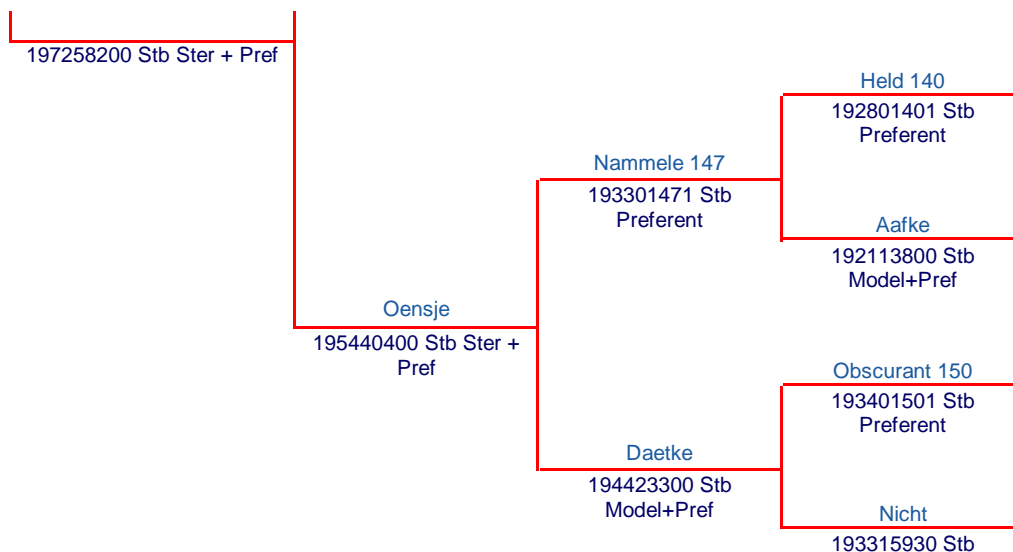 197258200 Stb Ster + Pref
Held 140
192801401 Stb
Preferent
Nammele 147
193301471 Stb
Preferent
Aafke
192113800 Stb
Model+Pref
Oensje
195440400 Stb Ster +
Pref
Obscurant 150
193401501 Stb
Preferent
Daetke
194423300 Stb
Model+Pref
Nicht
193315930 Stb